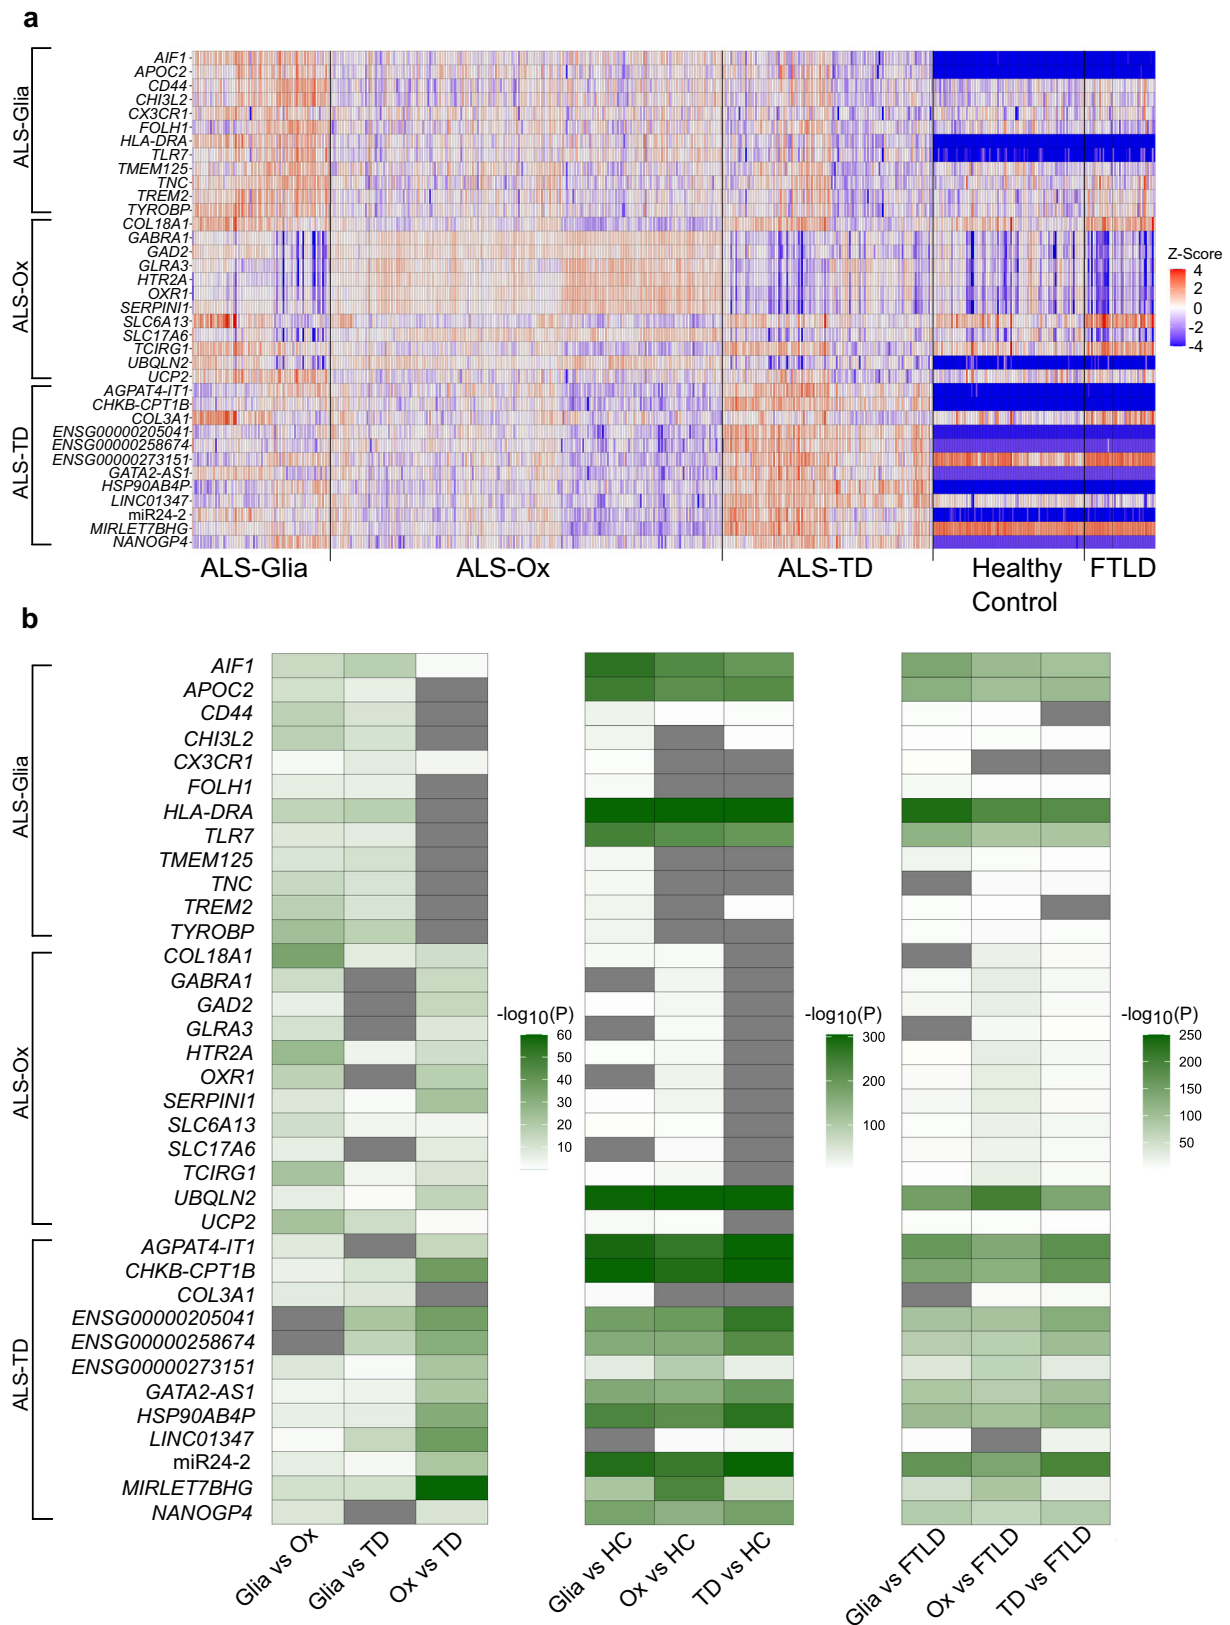 a
ALS-Glia
AIF1
APOC2
CD44
CHI3L2
CX3CR1
FOLH1
HLA-DRA
TLR7
TMEM125
TNC
TREM2
TYROBP
ALS-Ox
COL18A1
GABRA1
GAD2
GLRA3
HTR2A
OXR1
SERPINI1
SLC6A13
SLC17A6
TCIRG1
UBQLN2
UCP2
ALS-TD
AGPAT4-IT1
CHKB-CPT1B
COL3A1
ENSG00000205041
ENSG00000258674
ENSG00000273151
GATA2-AS1
HSP90AB4P
LINC01347
miR24-2
MIRLET7BHG
NANOGP4
Z-Score
4
2
0
-2
-4
ALS-Glia
ALS-Ox
ALS-TD
Healthy
Control
FTLD
b
ALS-Glia
AIF1
APOC2
CD44
CHI3L2
CX3CR1
FOLH1
HLA-DRA
TLR7
TMEM125
TNC
TREM2
TYROBP
ALS-Ox
COL18A1
GABRA1
GAD2
GLRA3
HTR2A
OXR1
SERPINI1
SLC6A13
SLC17A6
TCIRG1
UBQLN2
UCP2
ALS-TD
AGPAT4-IT1
CHKB-CPT1B
COL3A1
ENSG00000205041
ENSG00000258674
ENSG00000273151
GATA2-AS1
HSP90AB4P
LINC01347
miR24-2
MIRLET7BHG
NANOGP4
-log10(P)
60
50
40
30
20
10
-log10(P)
300
200
100
-log10(P)
250
200
150
100
50
Glia vs Ox
Glia vs TD
Ox vs TD
Glia vs HC
Ox vs HC
TD vs HC
Glia vs FTLD
Ox vs FTLD
TD vs FTLD